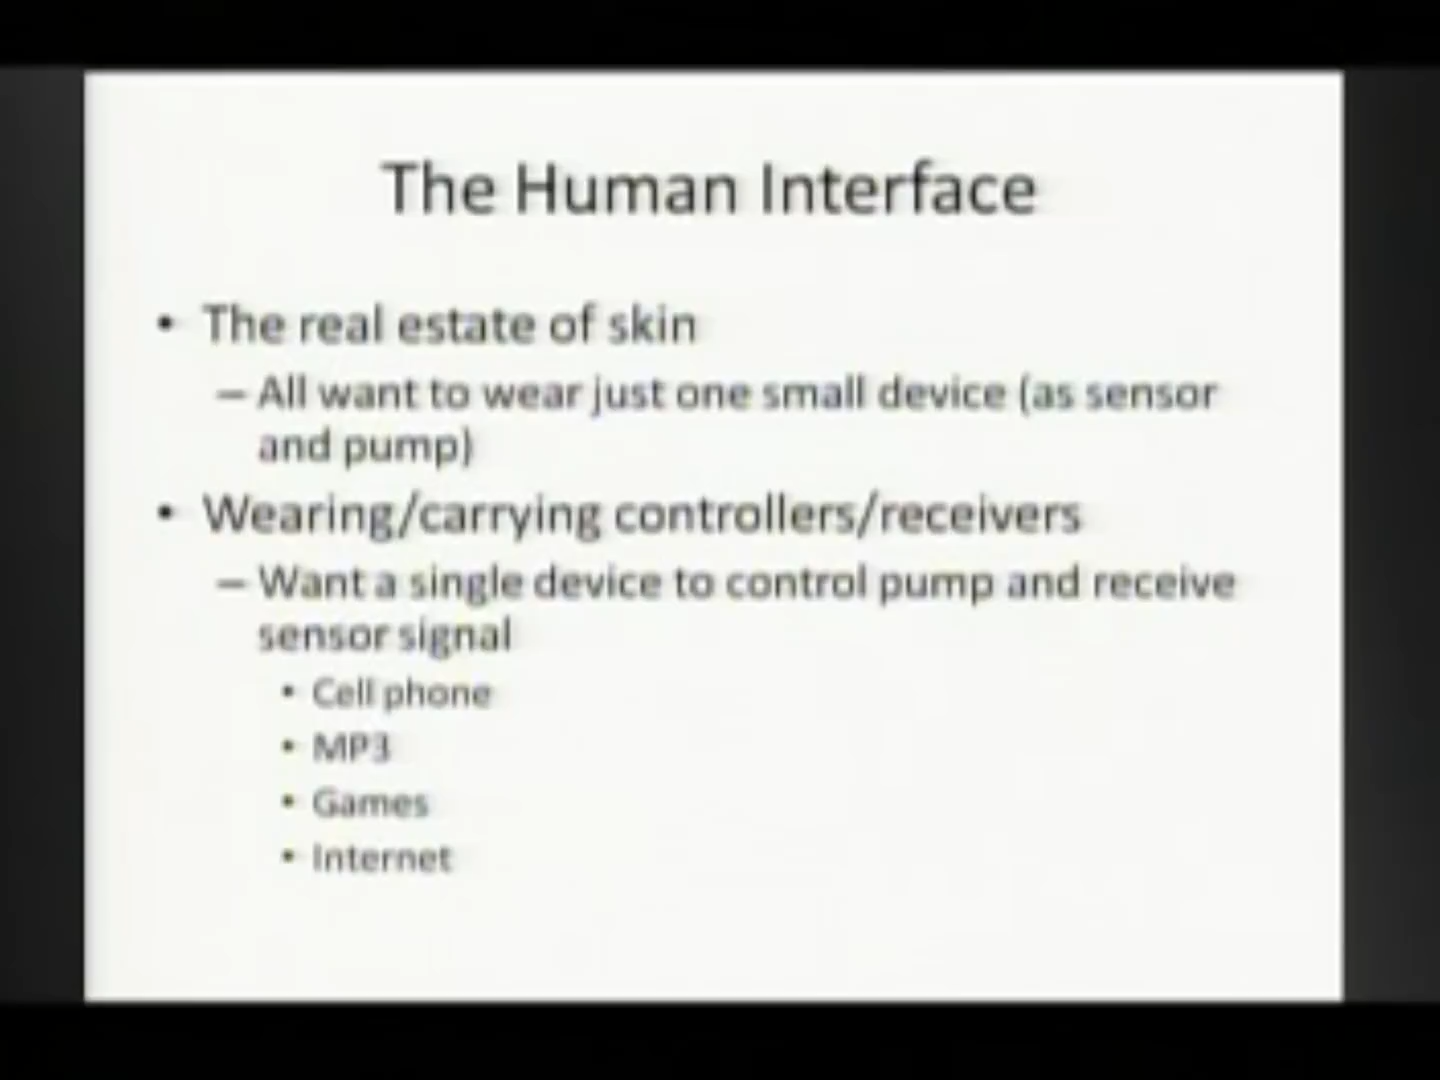 The Human Interface
• The real estate of skin
– All want to wear just one small device (as sensor
and pump)
• Wearing/carrying controllers/receivers
– Want a single device to control pump and receive
sensor signal
• Cell phone
• MP3
• Games
• Internet